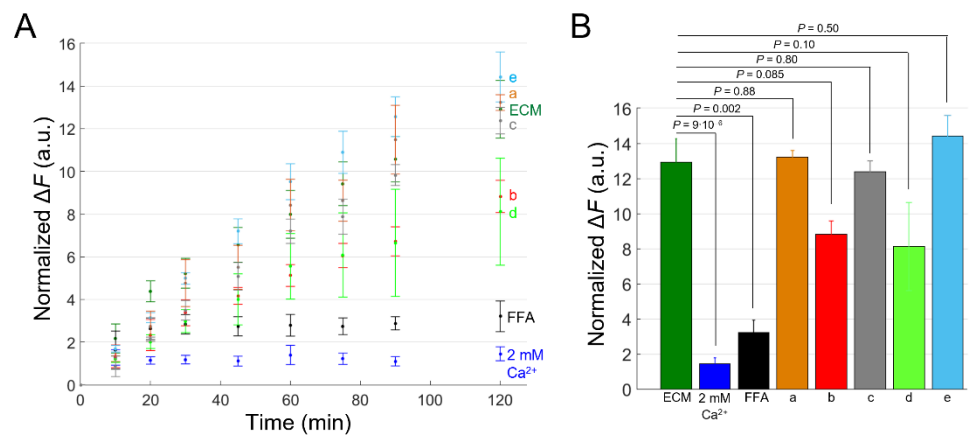 A
Normalized ΔF (a.u.)
16
14
12
10
8
6
4
2
0
0
20
40
60
80
100
120
140
Time (min)
e
a
ECM
c
b
d
FFA
2 mM
Ca²⁺
B
P = 0.50
P = 0.10
P = 0.80
P = 0.085
P = 0.88
P = 0.002
P = 9·10⁻⁶
Normalized ΔF (a.u.)
16
14
12
10
8
6
4
2
0
ECM 2 mM FFA a b c d e
Ca²⁺